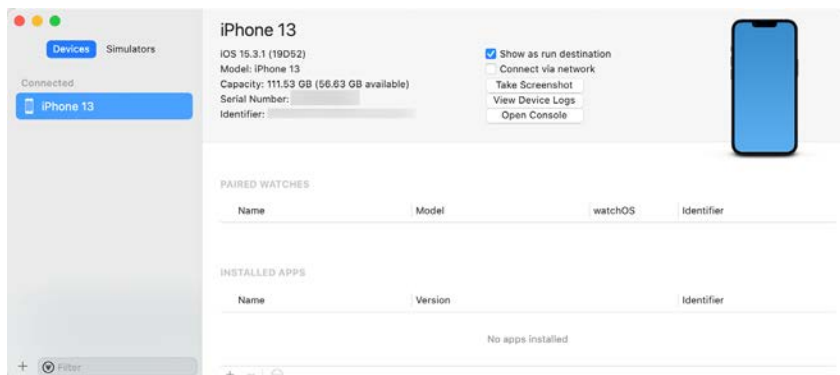 Devices
Simulators
Connected
iPhone 13
iPhone 13
iOS 15.3.1 (19D52)
Model: iPhone 13
Capacity: 111.53 GB (56.63 GB available)
Serial Number:
Identifier:
Show as run destination
Connect via network
Take Screenshot
View Device Logs
Open Console
PAIRED WATCHES
Name Model watchOS Identifier
INSTALLED APPS
Name Version Identifier
No apps installed
Filter